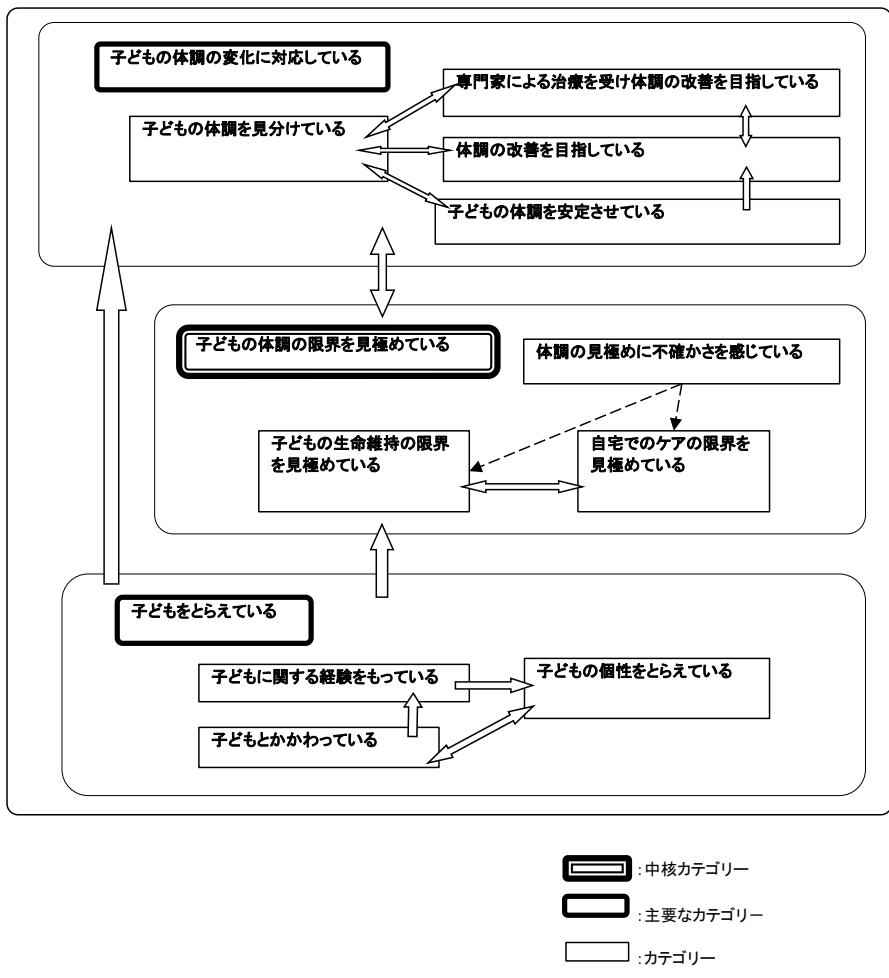 子どもの体調の変化に対応している
専門家による治療を受け体調の改善を目指している
子どもの体調を見分けている
体調の改善を目指している
子どもの体調を安定させている
子どもの体調の限界を見極めている
体調の見極めに不確かさを感じている
子どもの生命維持の限界
を見極めている
自宅でのケアの限界を
見極めている
子どもをとらえている
子どもに関する経験をもっている
子どもの個性をとらえている
子どもとかかわっている
:中核カテゴリー
:主要なカテゴリー
:カテゴリー